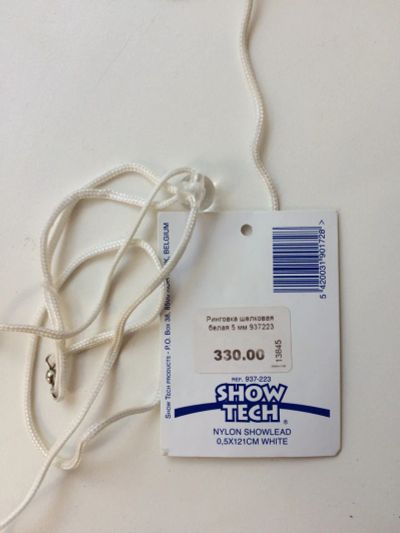 5 420031 901728 >
Ринговка шелковая
белая 5 мм 937223
330.00
13845
REF. 937-223
SHOW
TECH ®
NYLON SHOWLEAD
0,5X121CM WHITE
SHOW TECH PRODUCTS - P.O. BOX 38, BELGIUM